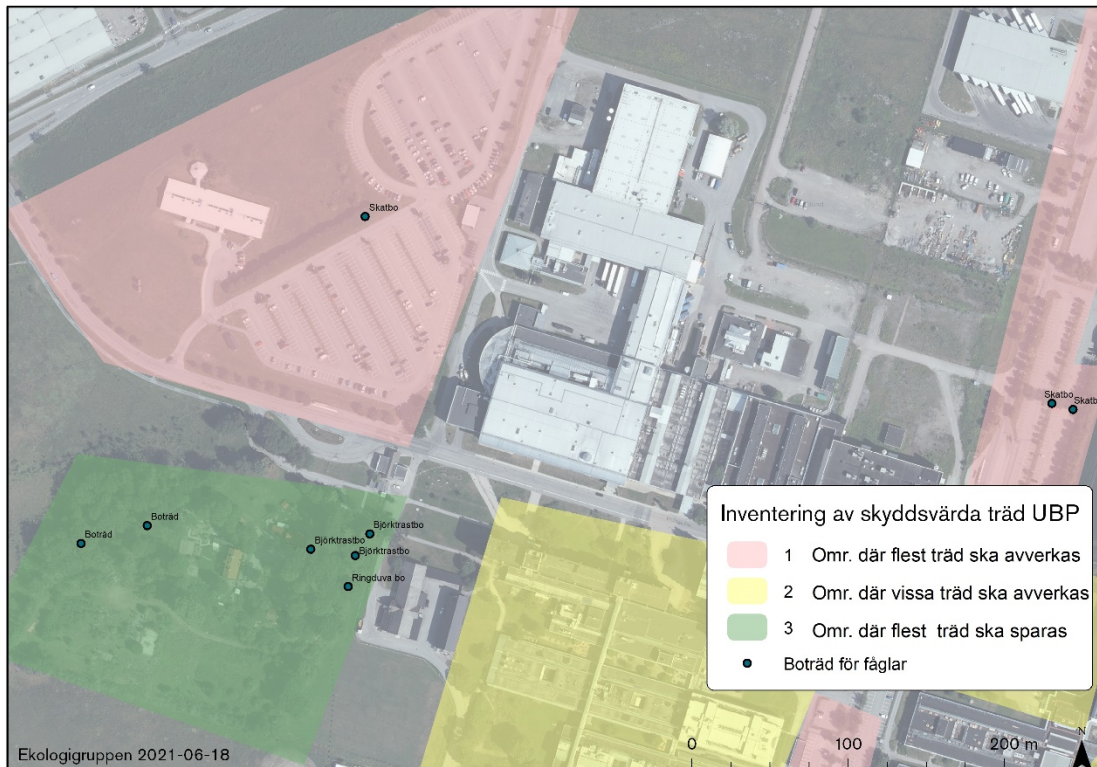 Skatbo
Skatbo
Skatbo
Boträd
Boträd
Björktrastbo
Björktrastbo
Björktrastbo
Ringduva bo
Inventering av skyddsvärda träd UBP
1 Omr. där flest träd ska avverkas
2 Omr. där vissa träd ska avverkas
3 Omr. där flest träd ska sparas
Boträd för fåglar
Ekologigruppen 2021-06-18
0 100 200 m
N